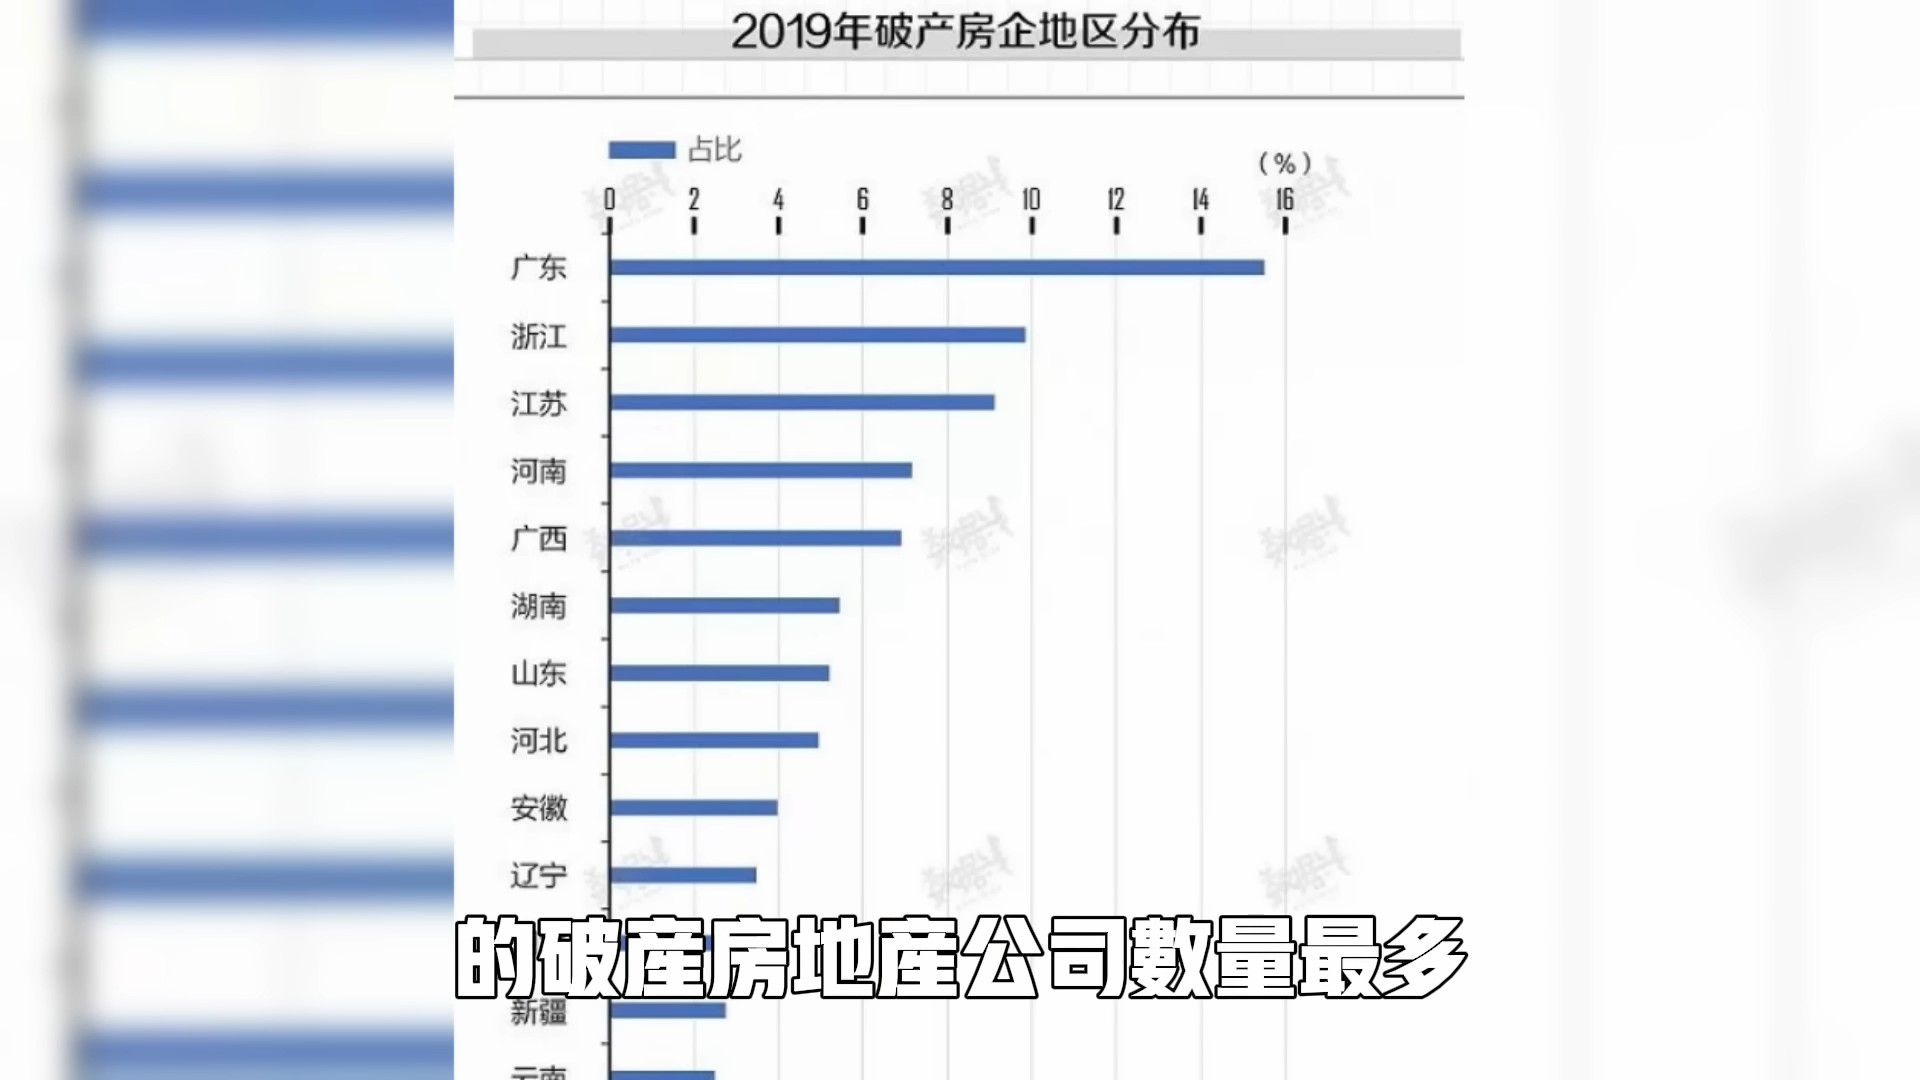 2019年破产房企地区分布
占比
(%)
0 2 4 6 8 10 12 14 16
广东
浙江
江苏
河南
广西
湖南
山东
河北
安徽
辽宁
的破產房地產公司數量最多
新疆
云南